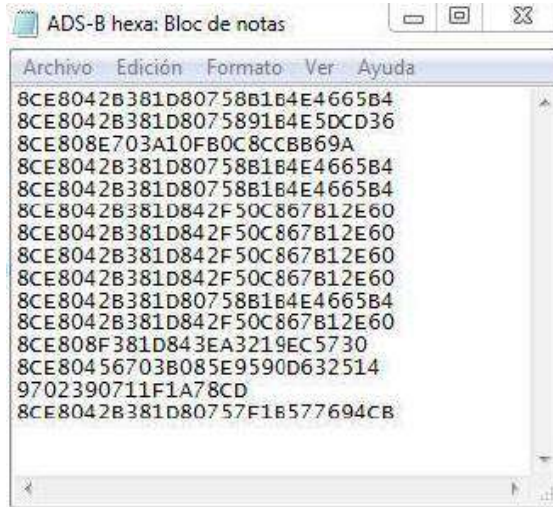 ADS-B hexa: Bloc de notas
Archivo Edición Formato Ver Ayuda
8CE8042B381D80758B1B4E4665B4
8CE8042B381D8075891B4E5DCD36
8CE808E703A10FB0C8CCBB69A
8CE8042B381D80758B1B4E4665B4
8CE8042B381D80758B1B4E4665B4
8CE8042B381D842F50C867B12E60
8CE8042B381D842F50C867B12E60
8CE8042B381D842F50C867B12E60
8CE8042B381D842F50C867B12E60
8CE8042B381D80758B1B4E4665B4
8CE8042B381D842F50C867B12E60
8CE808F381D843EA3219EC5730
8CE80456703B085E9590D632514
9702390711F1A78CD
8CE8042B381D80757F1B577694CB